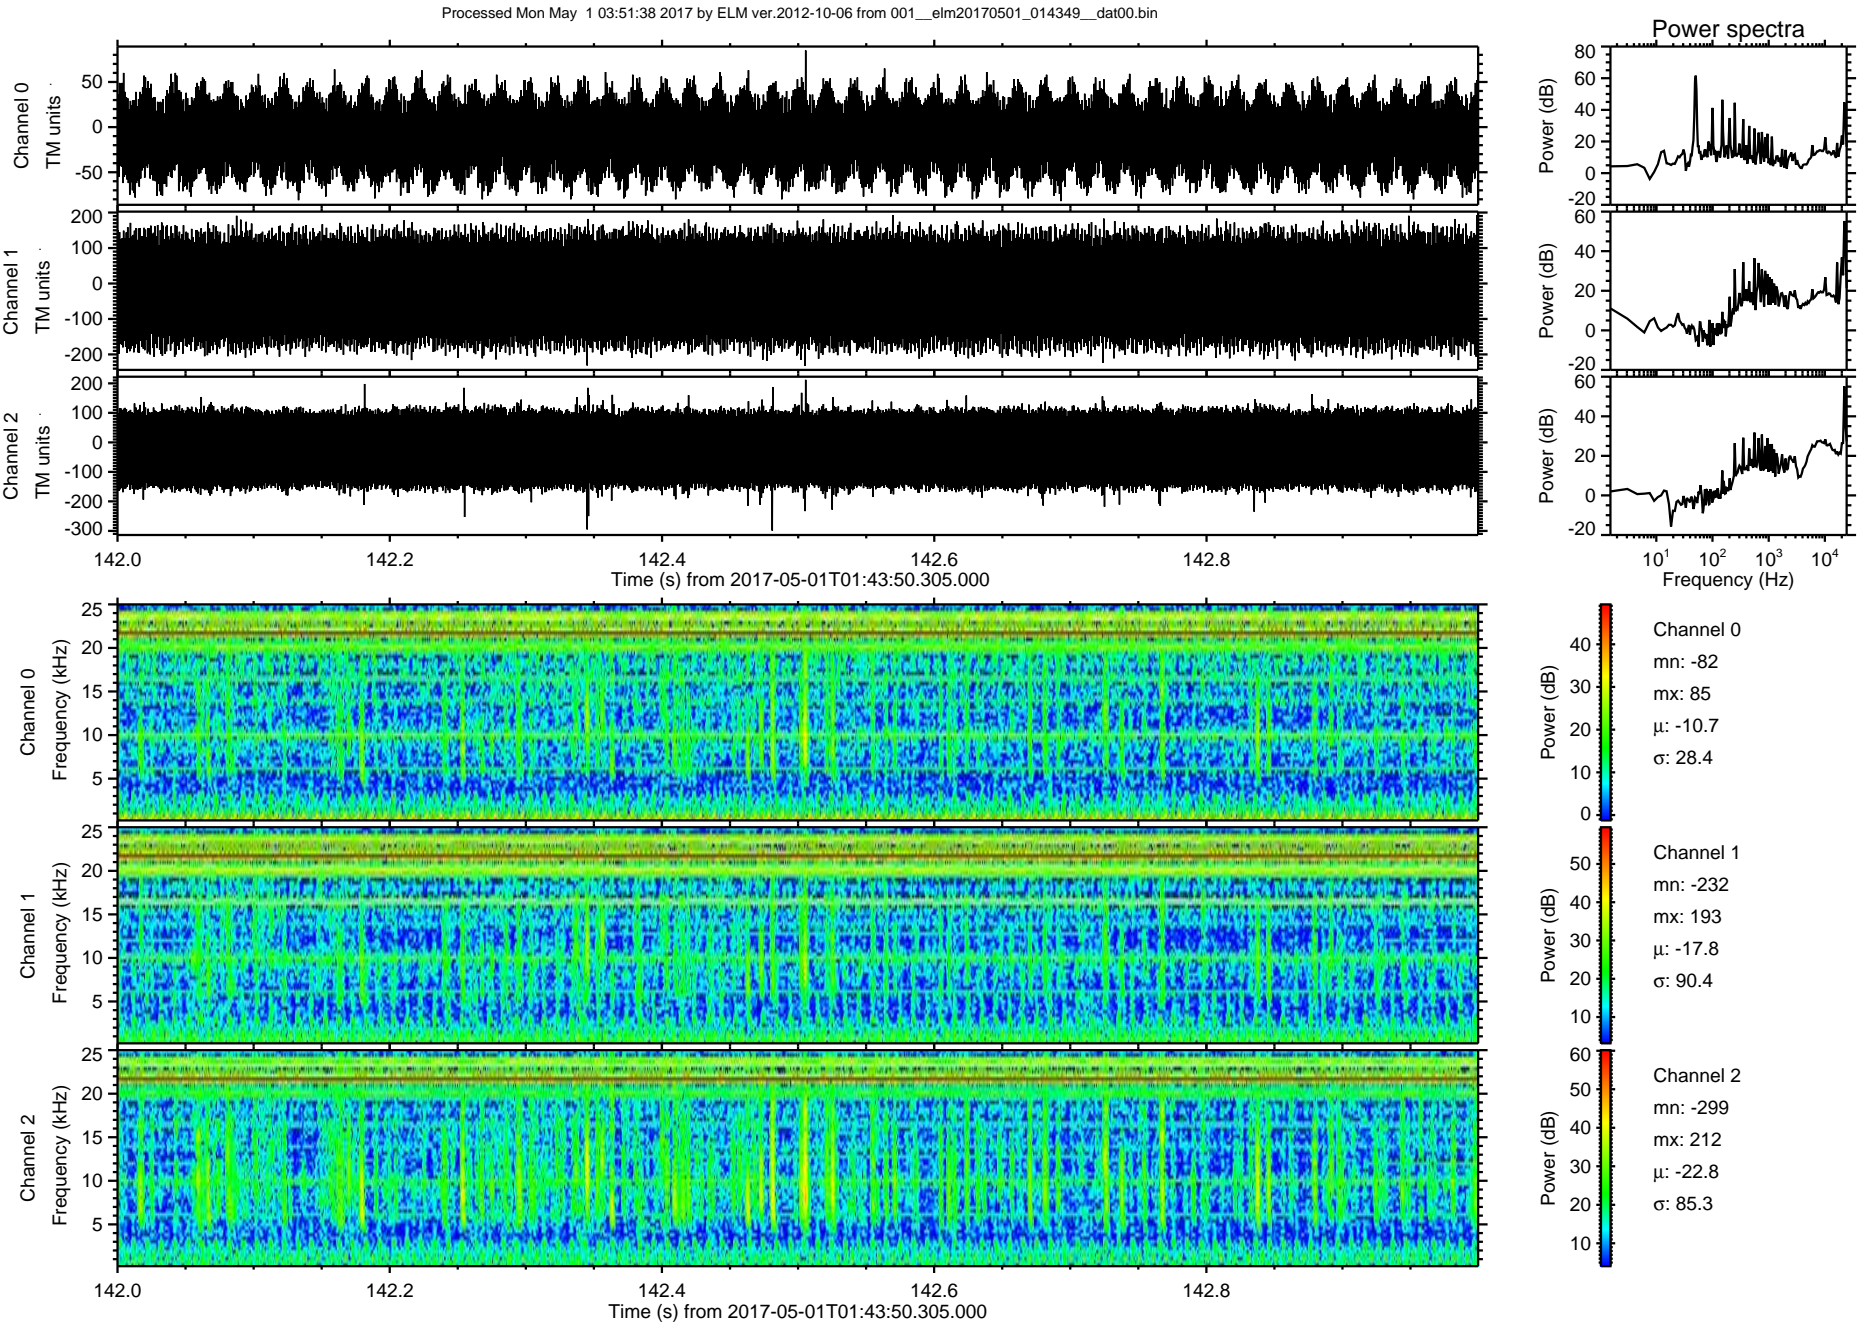 Processed Mon May 1 03:51:38 2017 by ELM ver.2012-10-06 from 001__elm20170501_014349__dat00.bin
Power spectra
Channel 0
TM units
50
0
-50
Power (dB)
80
60
40
20
0
-20
Channel 1
TM units
200
100
0
-100
-200
Power (dB)
60
40
20
0
-20
Channel 2
TM units
200
100
0
-100
-200
-300
Power (dB)
60
40
20
0
-20
142.0 142.2 142.4 142.6 142.8
Time (s) from 2017-05-01T01:43:50.305.000
10^1 10^2 10^3 10^4
Frequency (Hz)
Channel 0
Frequency (kHz)
25
20
15
10
5
Power (dB)
40
30
20
10
0
Channel 0
mn: -82
mx: 85
μ: -10.7
σ: 28.4
Channel 1
Frequency (kHz)
25
20
15
10
5
Power (dB)
50
40
30
20
10
Channel 1
mn: -232
mx: 193
μ: -17.8
σ: 90.4
Channel 2
Frequency (kHz)
25
20
15
10
5
Power (dB)
60
50
40
30
20
10
Channel 2
mn: -299
mx: 212
μ: -22.8
σ: 85.3
142.0 142.2 142.4 142.6 142.8
Time (s) from 2017-05-01T01:43:50.305.000